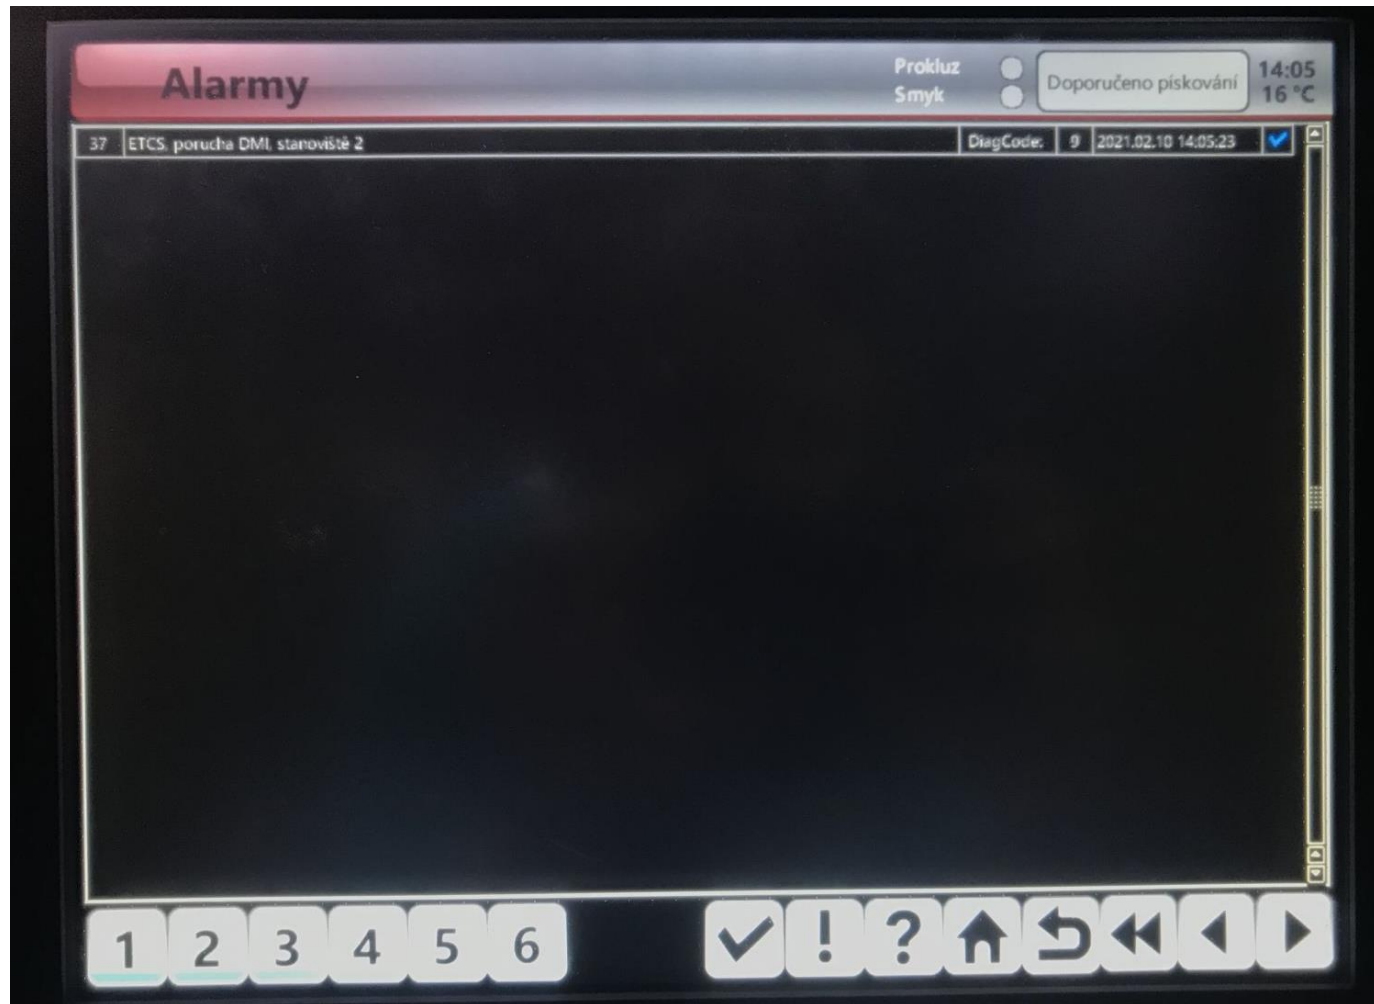 Alarmy
Prokluz
Smyk
Doporučeno pískování
14:05
16 °C
37 ETCS, porucha DMI, stanoviště 2 DiagCode: 9 2021.02.10 14:05:23
1 2 3 4 5 6 ! ?